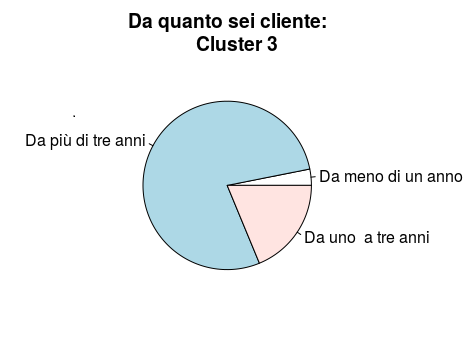 Da quanto sei cliente:
Cluster 3
.
Da più di tre anni
Da meno di un anno
Da uno  a tre anni